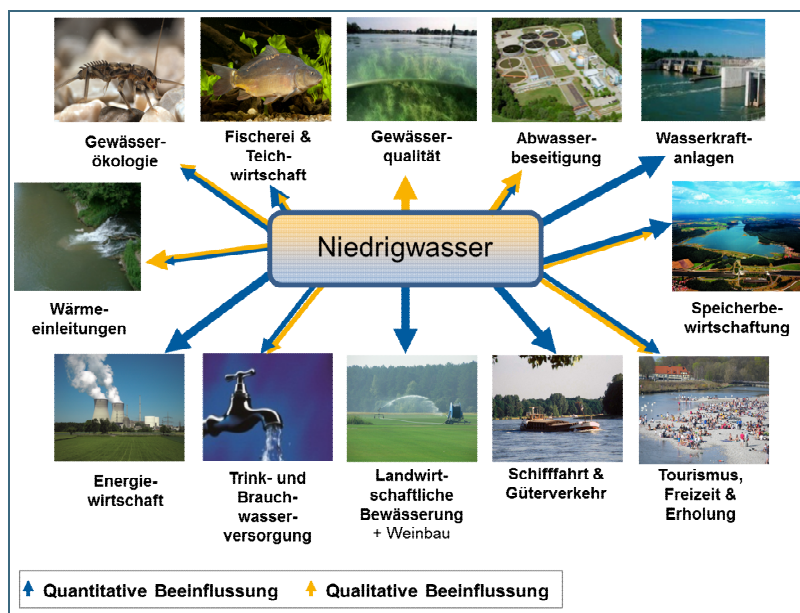 Gewässer-
ökologie
Fischerei &
Teich-
wirtschaft
Gewässer-
qualität
Abwasser-
beseitigung
Wasserkraft-
anlagen
Niedrigwasser
Wärme-
einleitungen
Speicherbe-
wirtschaftung
Energie-
wirtschaft
Trink- und
Brauch-
wasser-
versorgung
Landwirt-
schaftliche
Bewässerung
+ Weinbau
Schifffahrt &
Güterverkehr
Tourismus,
Freizeit &
Erholung
Quantitative Beeinflussung
Qualitative Beeinflussung